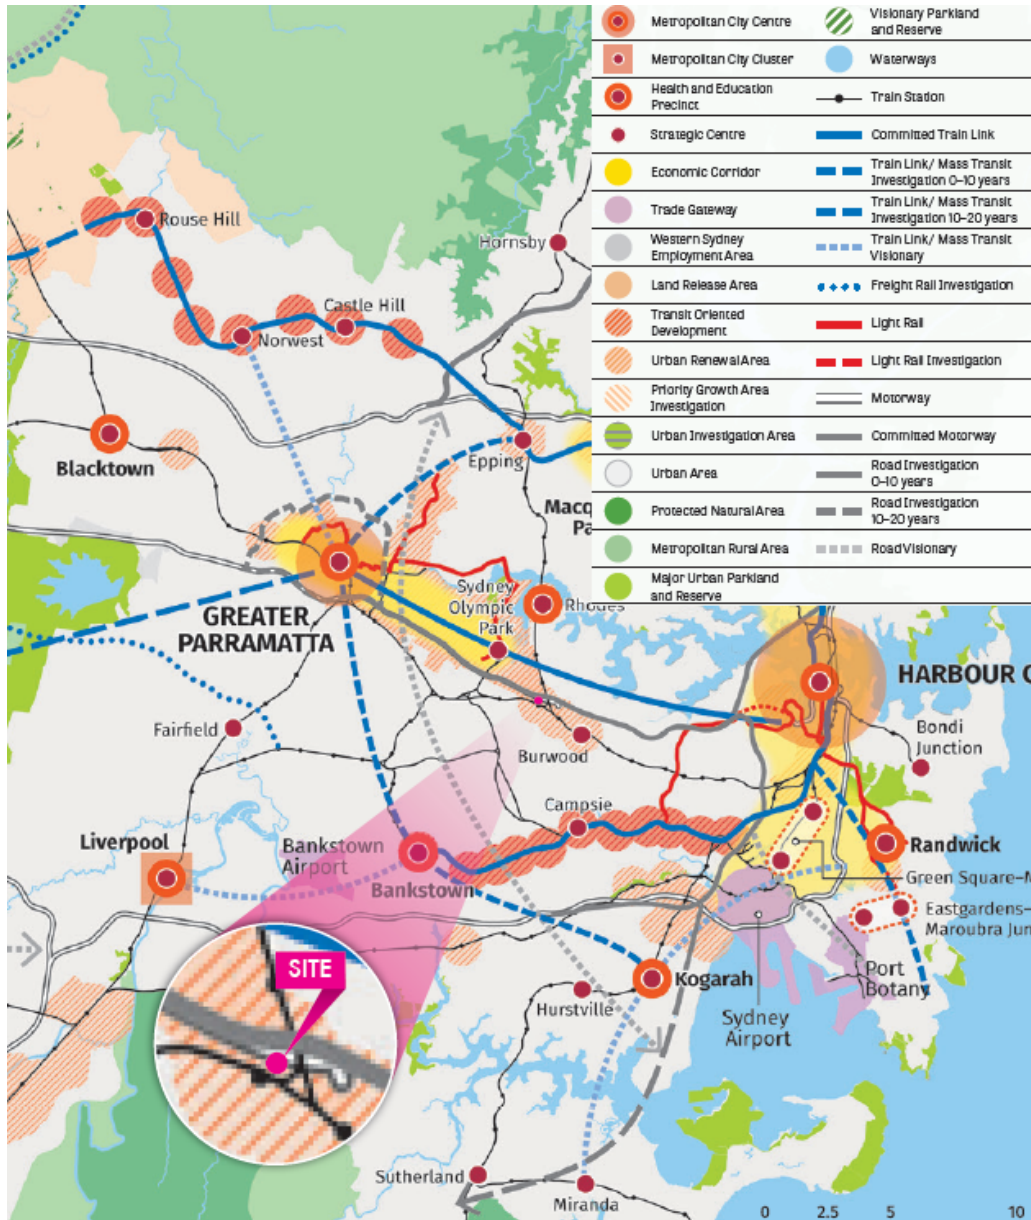 Metropolitan City Centre
Metropolitan City Cluster
Health and Education
Precinct
Strategic Centre
Economic Corridor
Trade Gateway
Western Sydney
Employment Area
Land Release Area
Transit Oriented
Development
Urban Renewal Area
Priority Growth Area
Investigation
Urban Investigation Area
Urban Area
Protected Natural Area
Metropolitan Rural Area
Major Urban Parkland
and Reserve
Visionary Parkland
and Reserve
Waterways
Train Station
Committed Train Link
Train Link/ Mass Transit
Investigation 0–10 years
Train Link/ Mass Transit
Investigation 10–20 years
Train Link/ Mass Transit
Visionary
Freight Rail Investigation
Light Rail
Light Rail Investigation
Motorway
Committed Motorway
Road Investigation
0–10 years
Road Investigation
10–20 years
Road Visionary
Rouse Hill
Hornsby
Castle Hill
Norwest
Epping
Blacktown
Macq
Pa
GREATER
PARRAMATTA
Sydney
Olympic
Park
Rhodes
HARBOUR C
Fairfield
Burwood
Bondi
Junction
Campsie
Liverpool
Bankstown
Airport
Bankstown
Randwick
Green Square–M
Eastgardens–
Maroubra Jun
SITE
Kogarah
Port
Botany
Hurstville
Sydney
Airport
Sutherland
Miranda
0 2.5 5 10